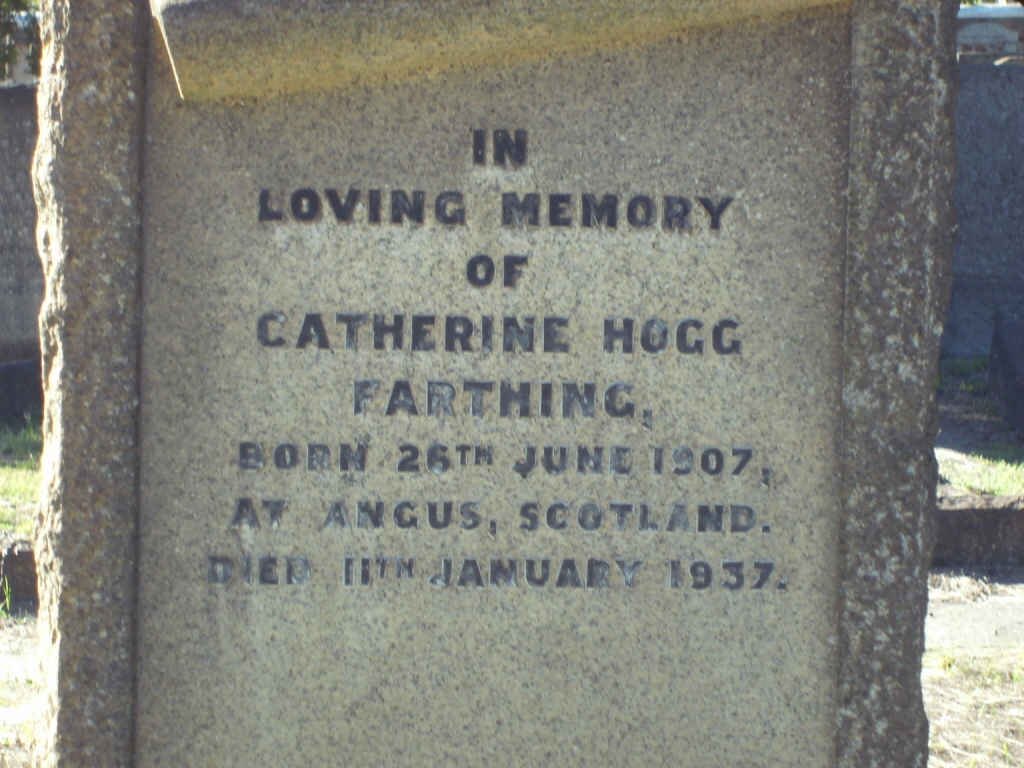 IN
LOVING MEMORY
OF
CATHERINE HOGG
FARTHING,
BORN 26TH JUNE 1907,
AT ANGUS, SCOTLAND.
DIED 11TH JANUARY 1937.